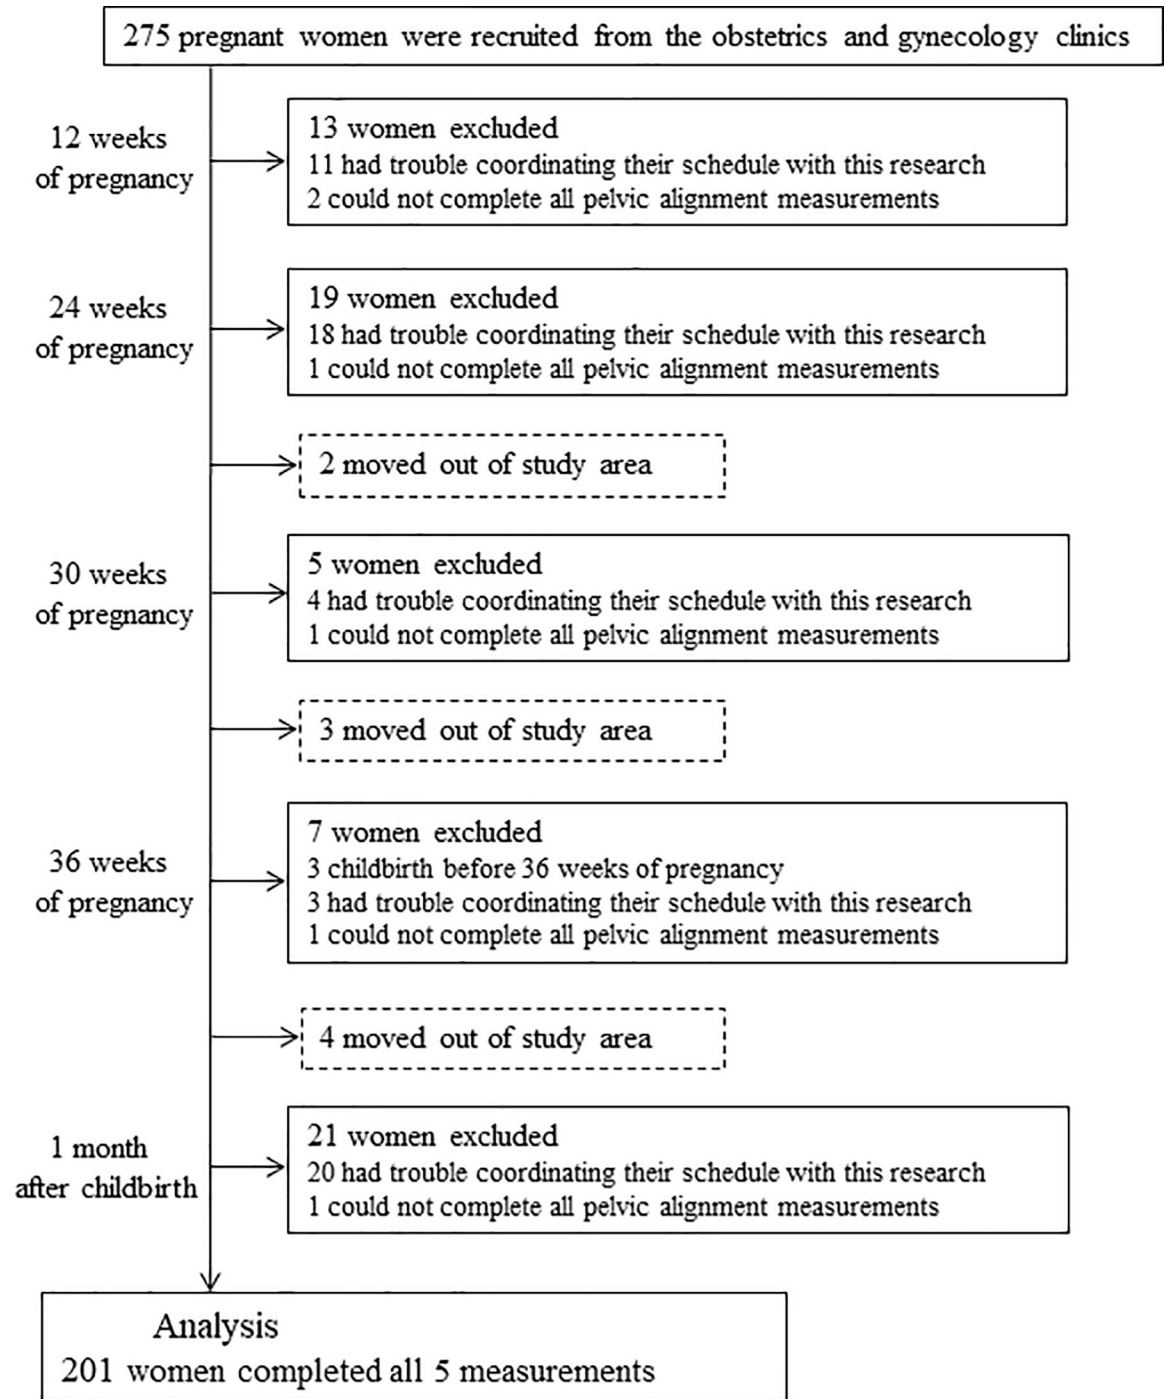 275 pregnant women were recruited from the obstetrics and gynecology clinics
12 weeks
of pregnancy
13 women excluded
11 had trouble coordinating their schedule with this research
2 could not complete all pelvic alignment measurements
24 weeks
of pregnancy
19 women excluded
18 had trouble coordinating their schedule with this research
1 could not complete all pelvic alignment measurements
2 moved out of study area
30 weeks
of pregnancy
5 women excluded
4 had trouble coordinating their schedule with this research
1 could not complete all pelvic alignment measurements
3 moved out of study area
36 weeks
of pregnancy
7 women excluded
3 childbirth before 36 weeks of pregnancy
3 had trouble coordinating their schedule with this research
1 could not complete all pelvic alignment measurements
4 moved out of study area
1 month
after childbirth
21 women excluded
20 had trouble coordinating their schedule with this research
1 could not complete all pelvic alignment measurements
Analysis
201 women completed all 5 measurements